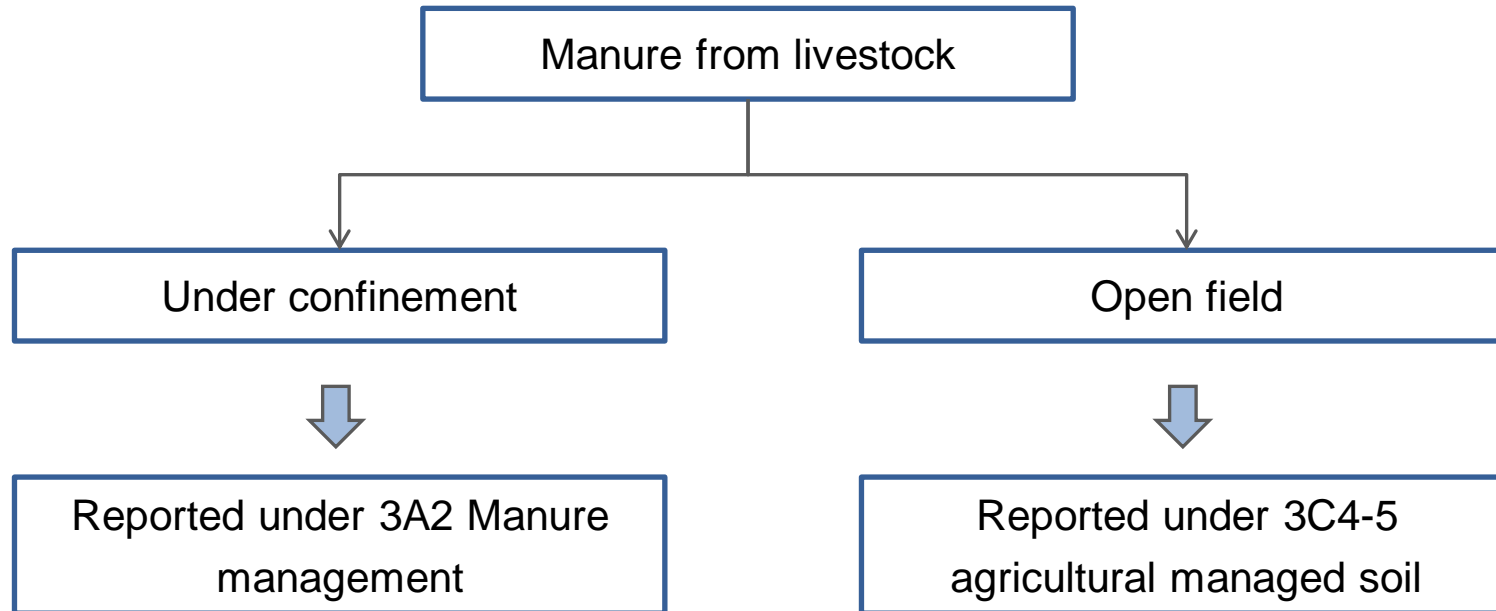 Manure from livestock
Under confinement
Open field
Reported under 3A2 Manure
management
Reported under 3C4-5
agricultural managed soil